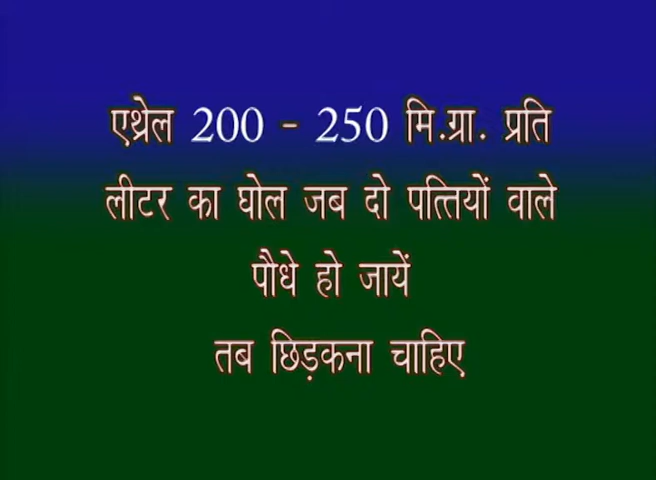 एथ्रेल 200 - 250 मि.ग्रा. प्रति
लीटर का घोल जब दो पत्तियों वाले
पौधे हो जायें
तब छिड़कना चाहिए